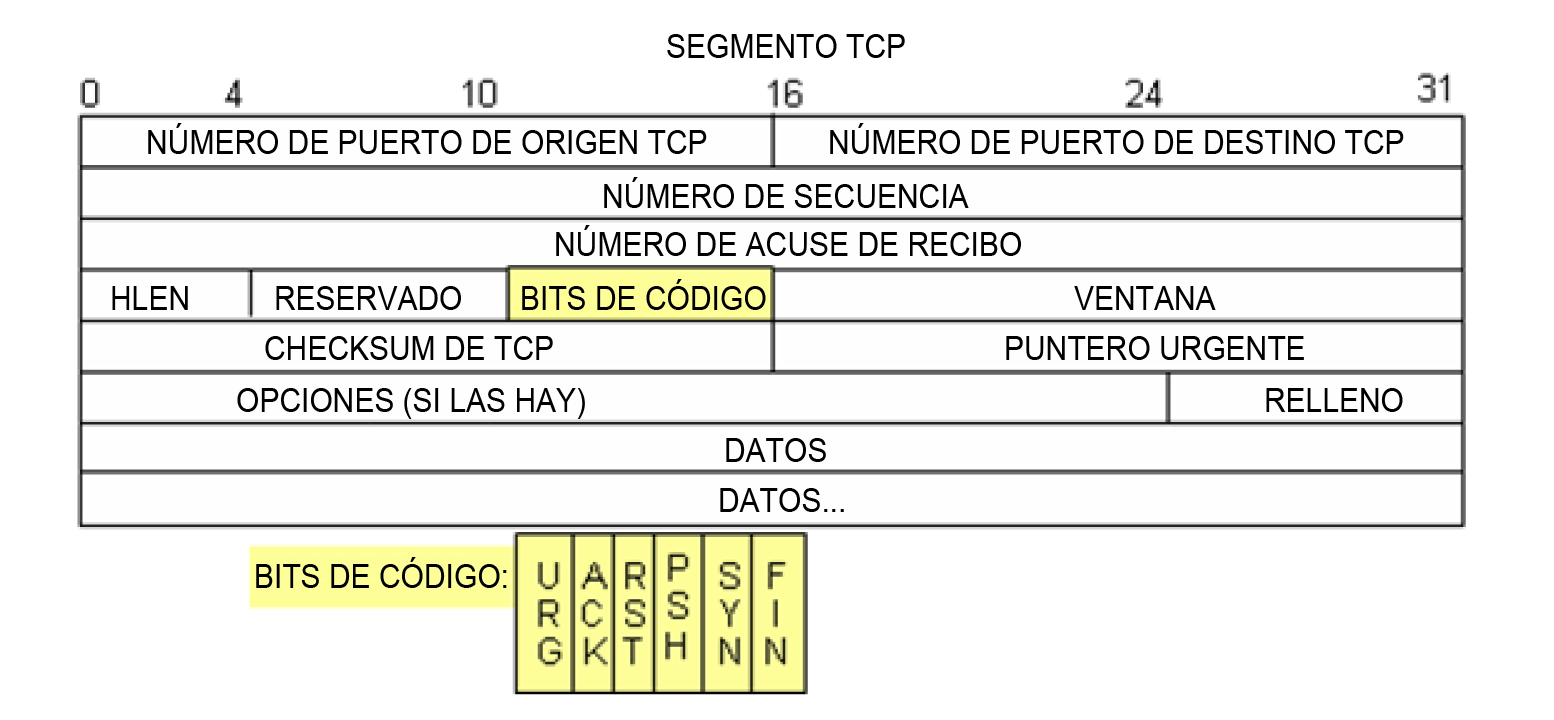 SEGMENTO TCP
0 4 10 16 24 31
NÚMERO DE PUERTO DE ORIGEN TCP NÚMERO DE PUERTO DE DESTINO TCP
NÚMERO DE SECUENCIA
NÚMERO DE ACUSE DE RECIBO
HLEN RESERVADO BITS DE CÓDIGO VENTANA
CHECKSUM DE TCP PUNTERO URGENTE
OPCIONES (SI LAS HAY) RELLENO
DATOS
DATOS...
BITS DE CÓDIGO: URG ACK RST PSH SYN FIN